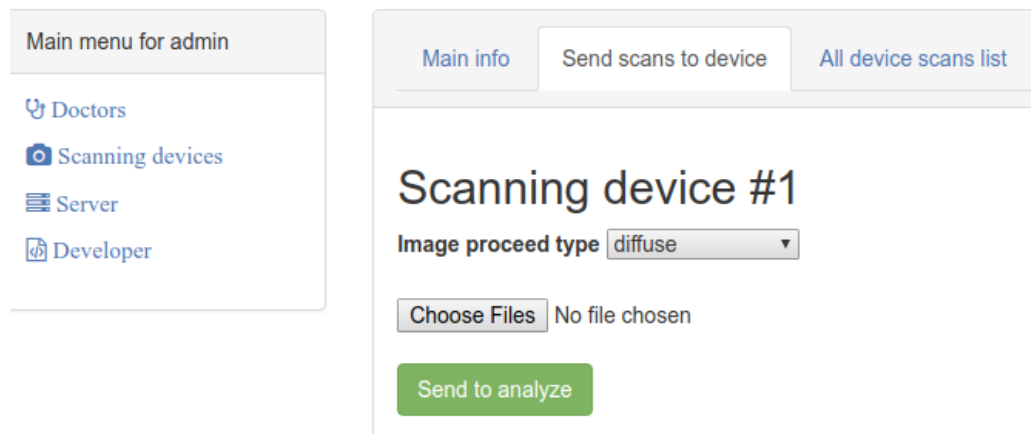 Main menu for admin
Doctors
Scanning devices
Server
Developer
Main info
Send scans to device
All device scans list
Scanning device #1
Image proceed type diffuse
Choose Files No file chosen
Send to analyze